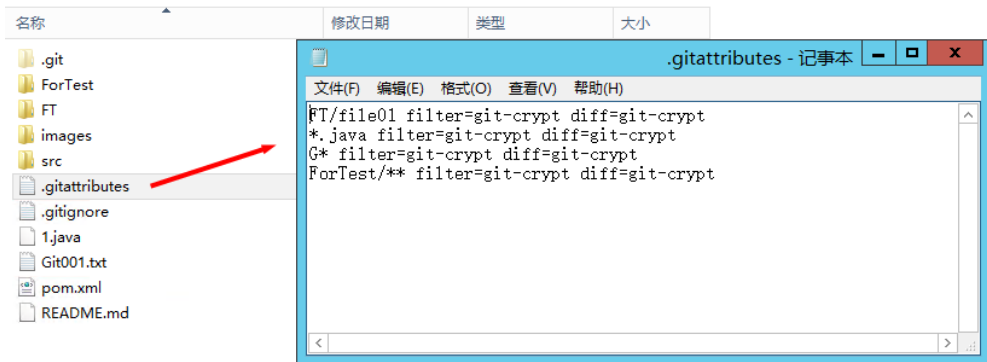 名称 修改日期 类型 大小
.git
ForTest
FT
images
src
.gitattributes
.gitignore
1.java
Git001.txt
pom.xml
README.md
.gitattributes - 记事本
文件(F) 编辑(E) 格式(O) 查看(V) 帮助(H)
FT/file01 filter=git-crypt diff=git-crypt
*.java filter=git-crypt diff=git-crypt
G* filter=git-crypt diff=git-crypt
ForTest/** filter=git-crypt diff=git-crypt